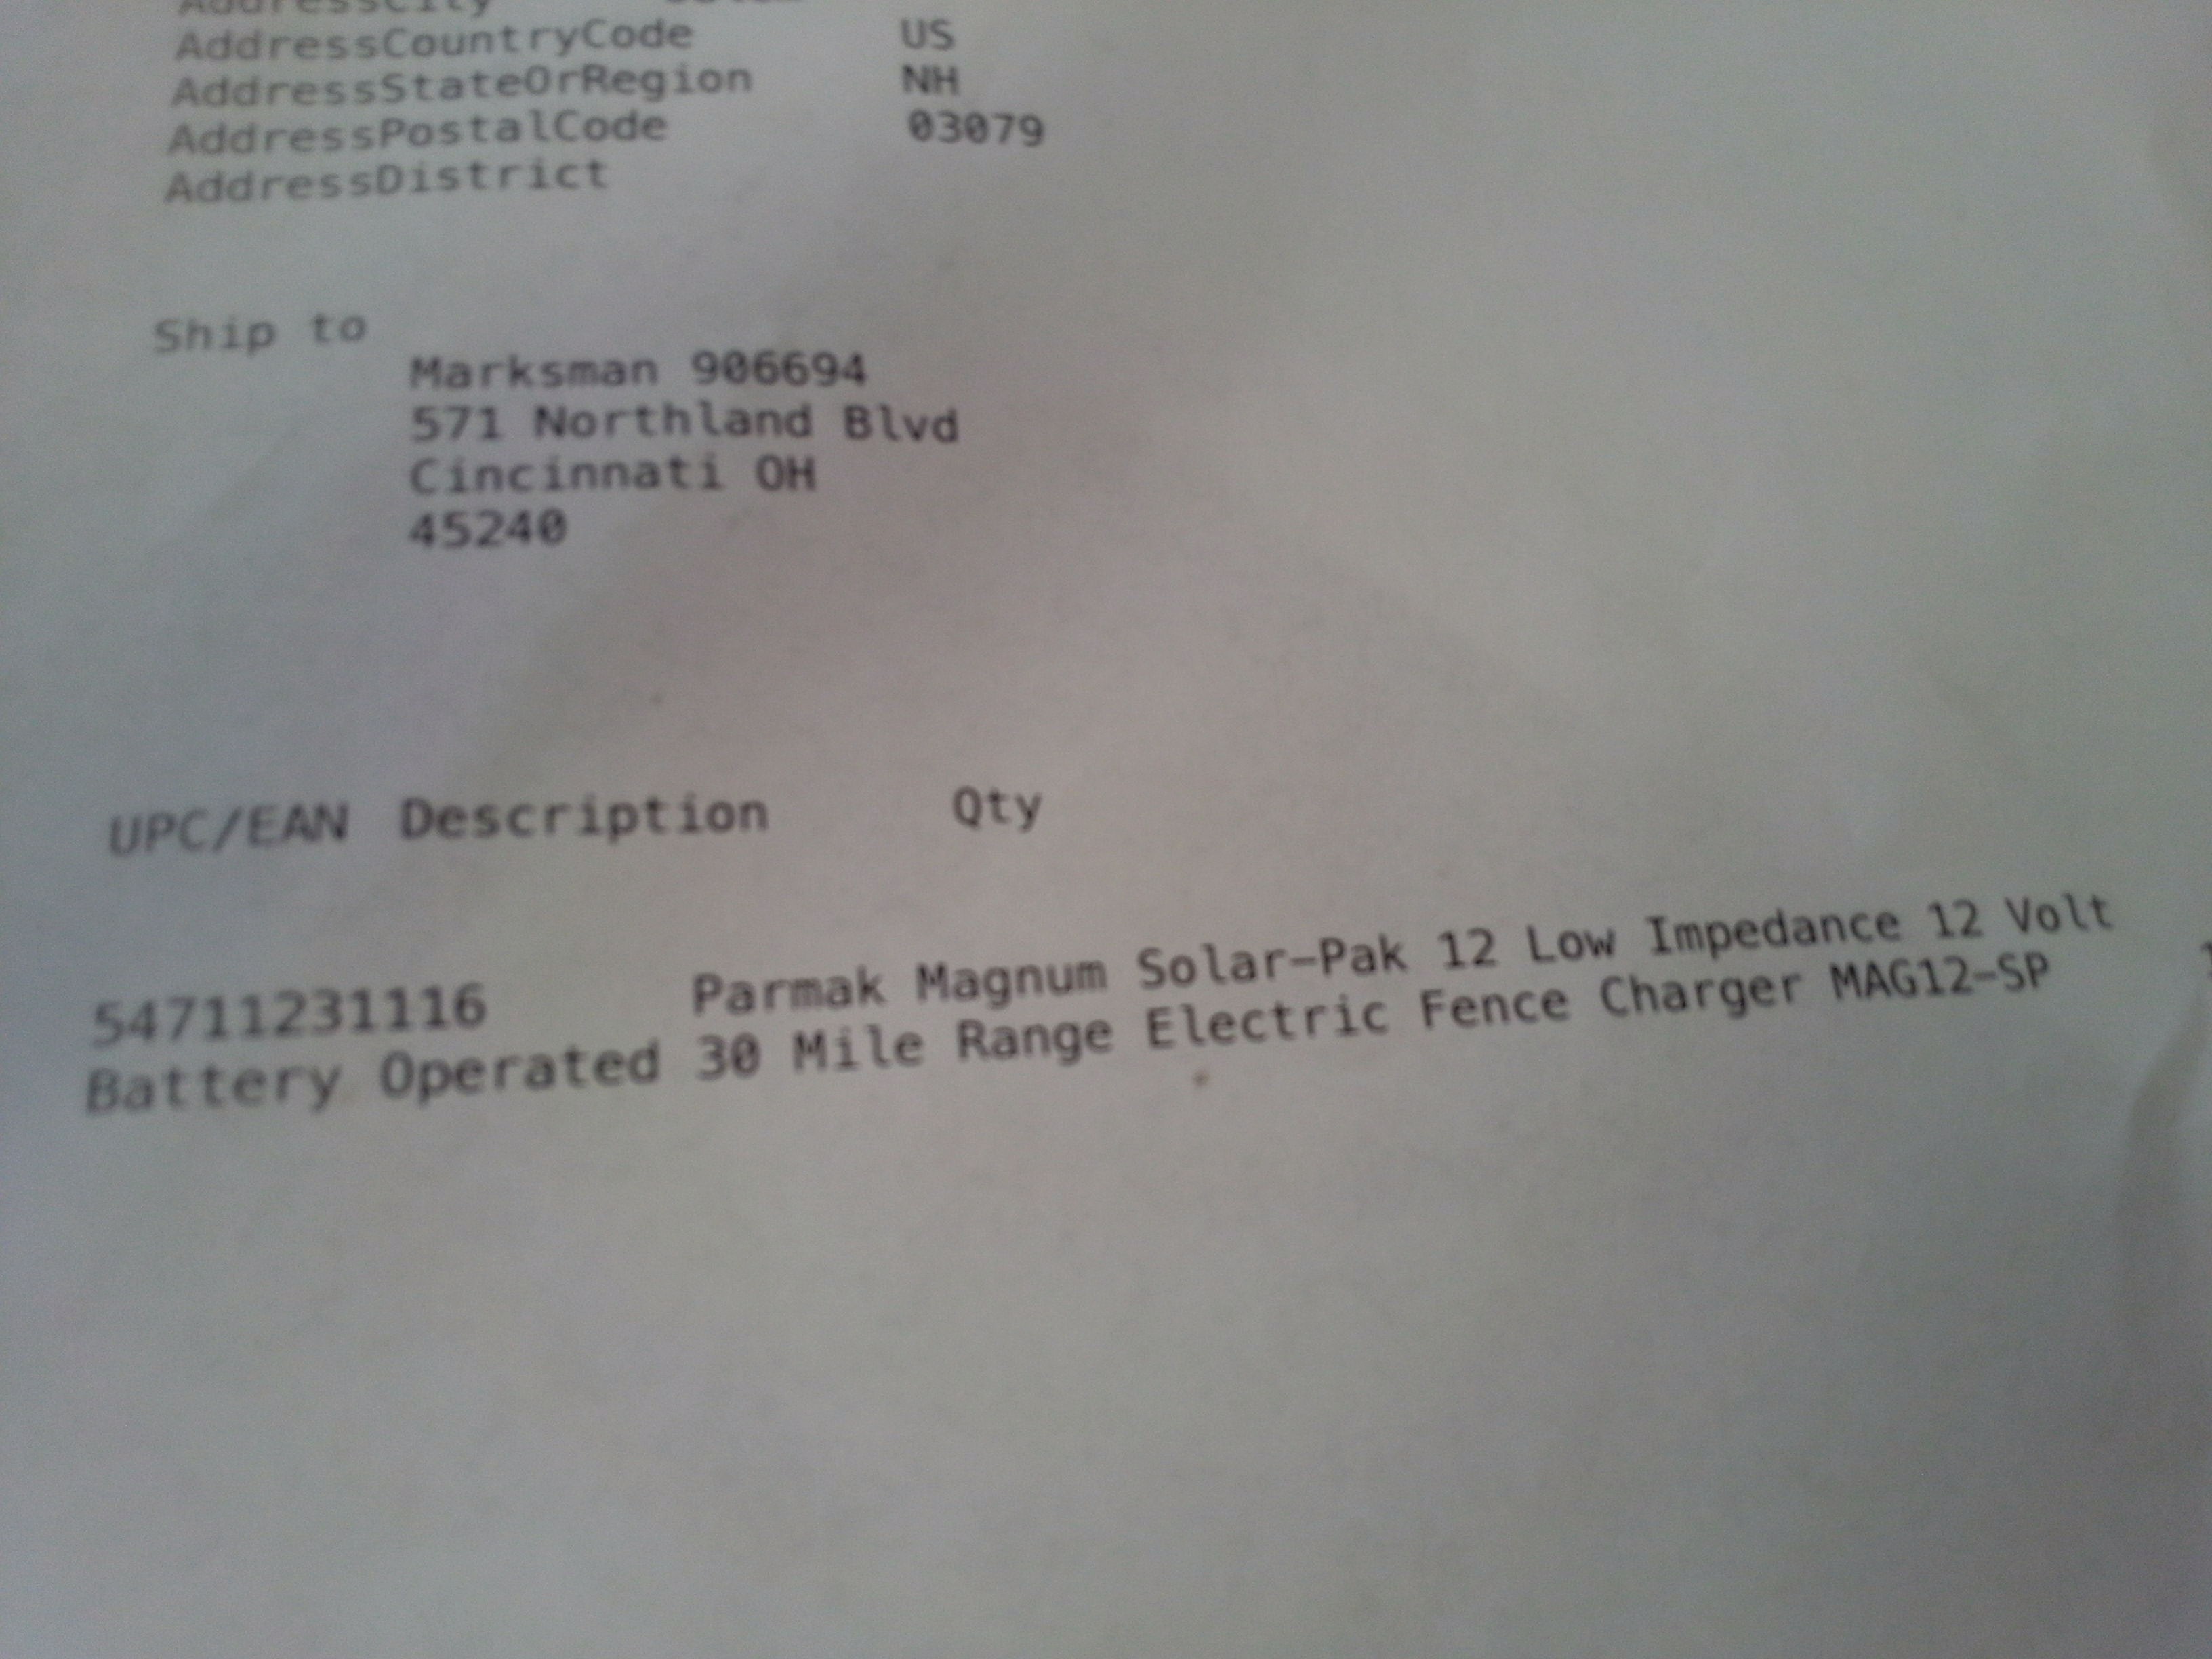 AddressCity
AddressCountryCode US
AddressStateOrRegion NH
AddressPostalCode 03079
AddressDistrict
Ship to
Marksman 906694
571 Northland Blvd
Cincinnati OH
45240
UPC/EAN Description Qty
54711231116 Parmak Magnum Solar-Pak 12 Low Impedance 12 Volt
Battery Operated 30 Mile Range Electric Fence Charger MAG12-SP